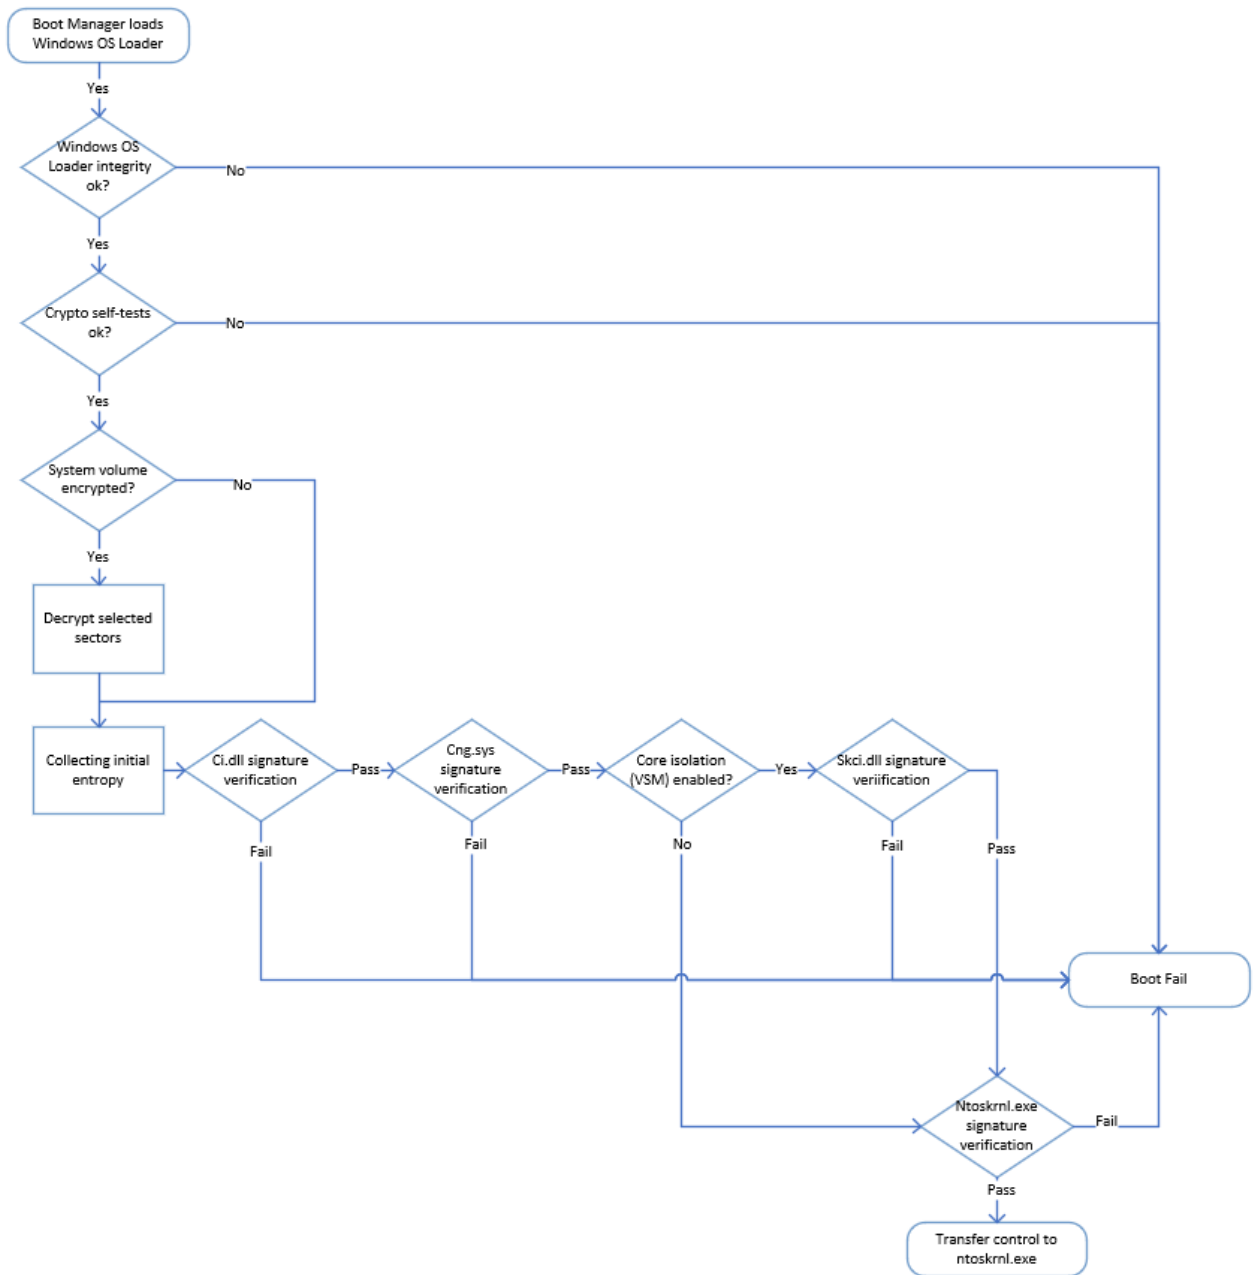 Boot Manager loads
Windows OS Loader
Yes
Windows OS
Loader integrity
ok?
No
Yes
Crypto self-tests
ok?
No
Yes
System volume
encrypted?
No
Yes
Decrypt selected
sectors
Collecting initial
entropy
Ci.dll signature
verification
Pass
Cng.sys
signature
verification
Pass
Core isolation
(VSM) enabled?
Yes
Skci.dll signature
veriification
Fail
Fail
No
Fail
Pass
Boot Fail
Ntoskrnl.exe
signature
verification
Fail
Pass
Transfer control to
ntoskrnl.exe